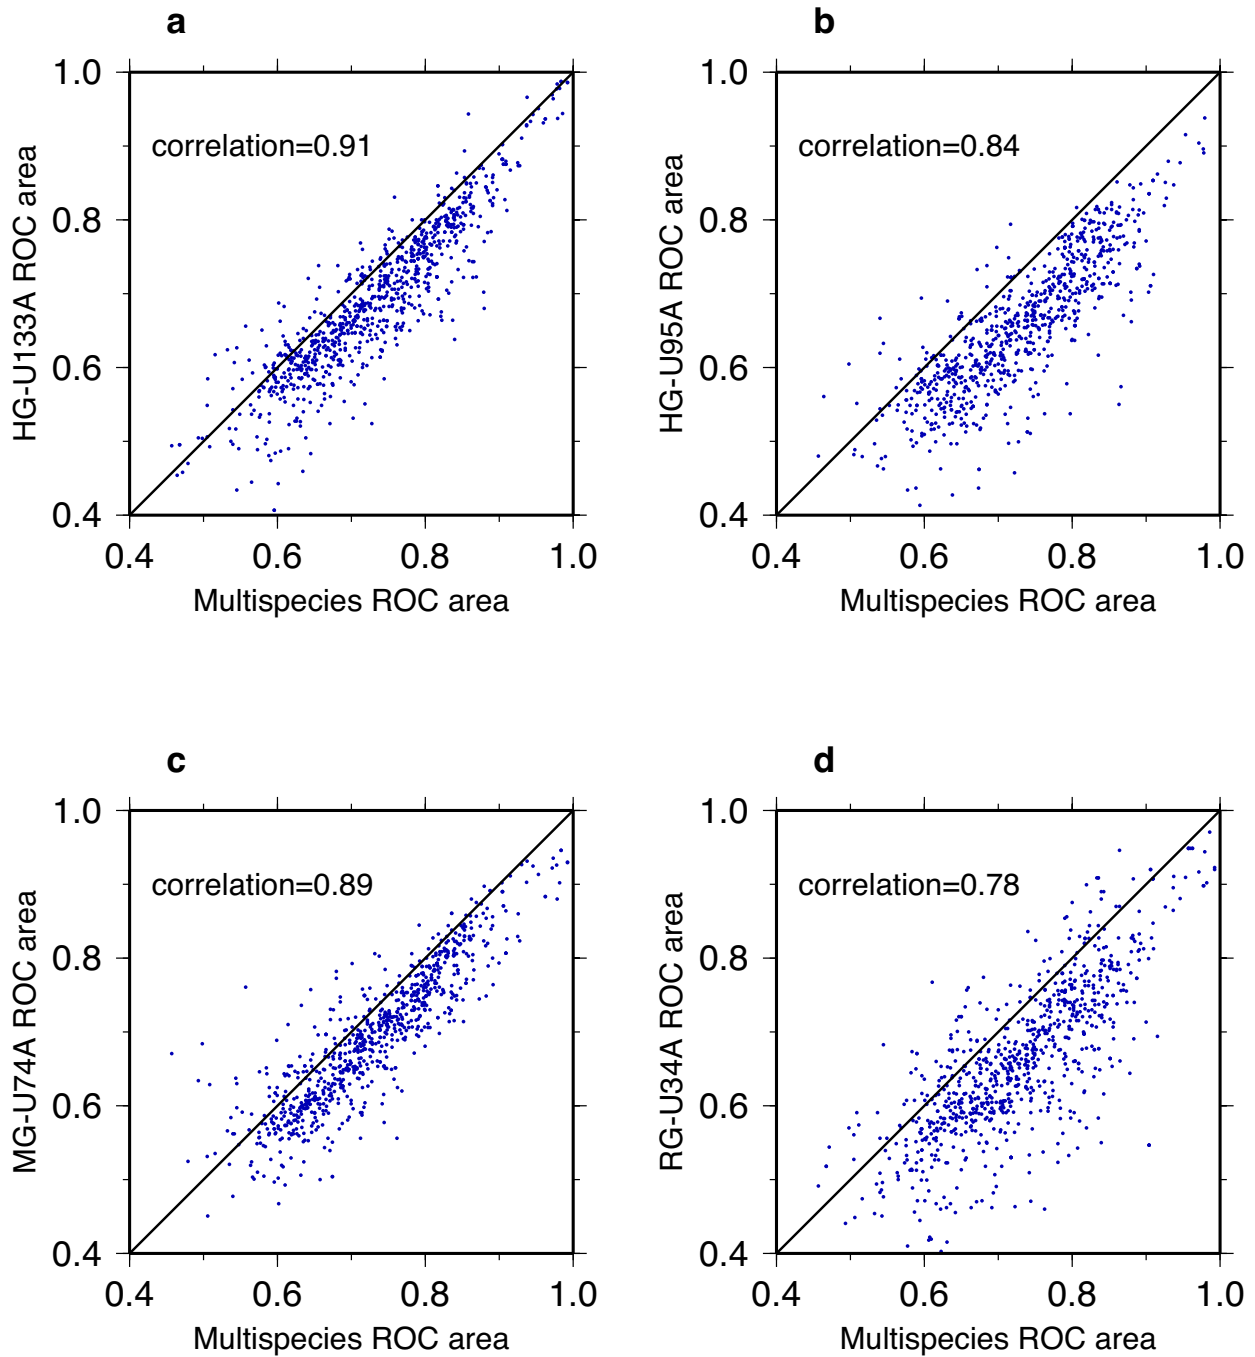 a
1.0
0.8
0.6
0.4
HG-U133A ROC area
correlation=0.91
0.4 0.6 0.8 1.0
Multispecies ROC area
b
1.0
0.8
0.6
0.4
HG-U95A ROC area
correlation=0.84
0.4 0.6 0.8 1.0
Multispecies ROC area
c
1.0
0.8
0.6
0.4
MG-U74A ROC area
correlation=0.89
0.4 0.6 0.8 1.0
Multispecies ROC area
d
1.0
0.8
0.6
0.4
RG-U34A ROC area
correlation=0.78
0.4 0.6 0.8 1.0
Multispecies ROC area